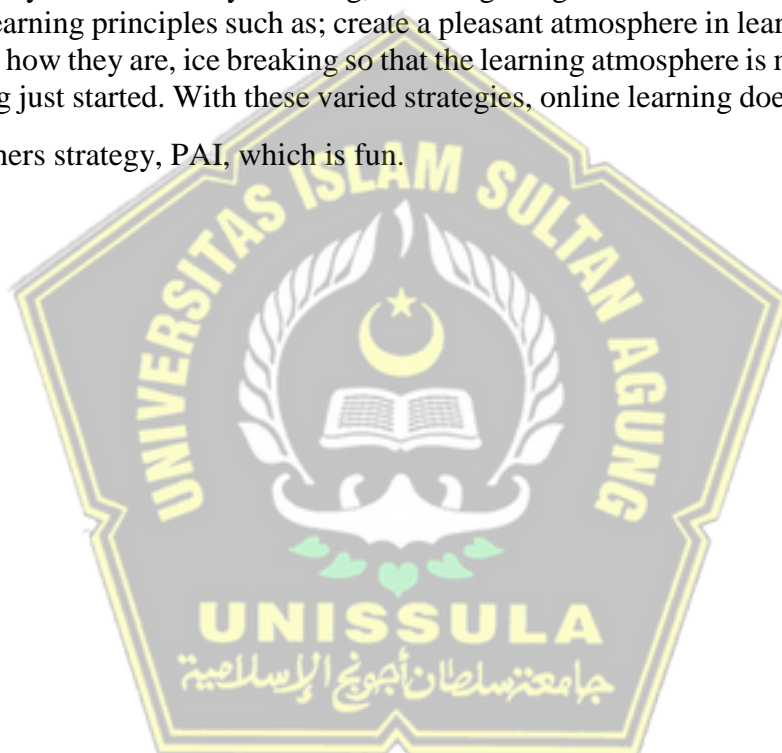 earning principles such as; create a pleasant atmosphere in lear
how they are, ice breaking so that the learning atmosphere is
g just started. With these varied strategies, online learning doe
ners strategy, PAI, which is fun.
UNIVERSITAS ISLAM SULTAN AGUNG
UNISSULA
جامعة سلطان أجونج الإسلامية